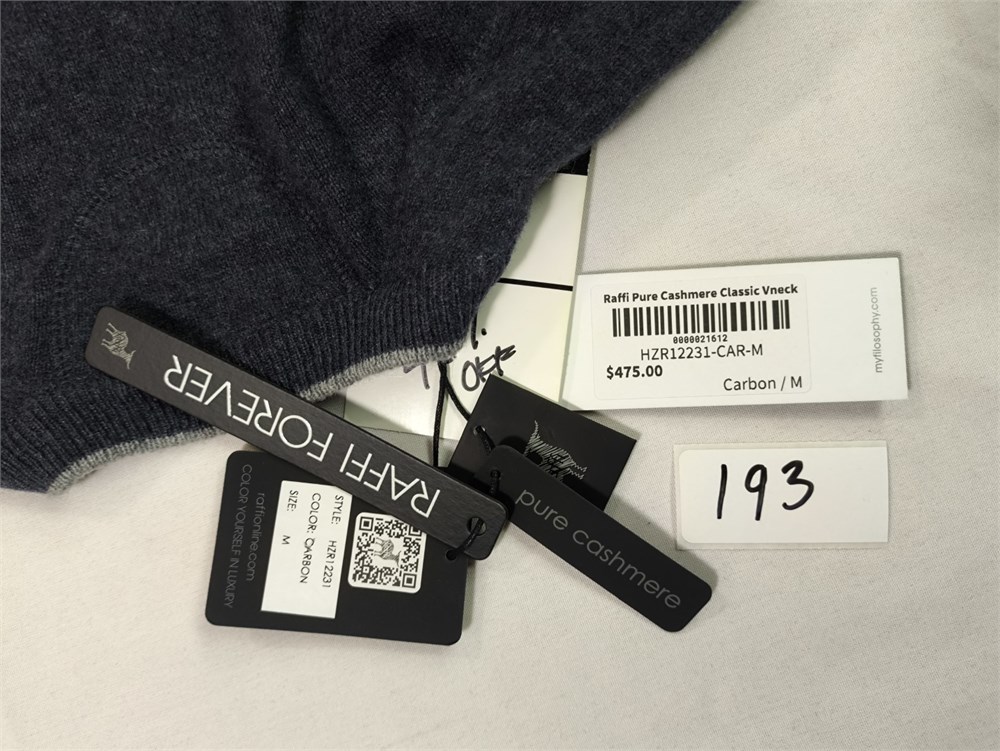 Raffi Pure Cashmere Classic Vneck
0000021612
HZR12231-CAR-M
$475.00
Carbon / M
myfilosophy.com
193
OFF
RAFFI FOREVER
pure cashmere
STYLE: HZR12231
COLOR: CARBON
SIZE: M
raffionline.com
COLOR YOURSELF IN LUXURY